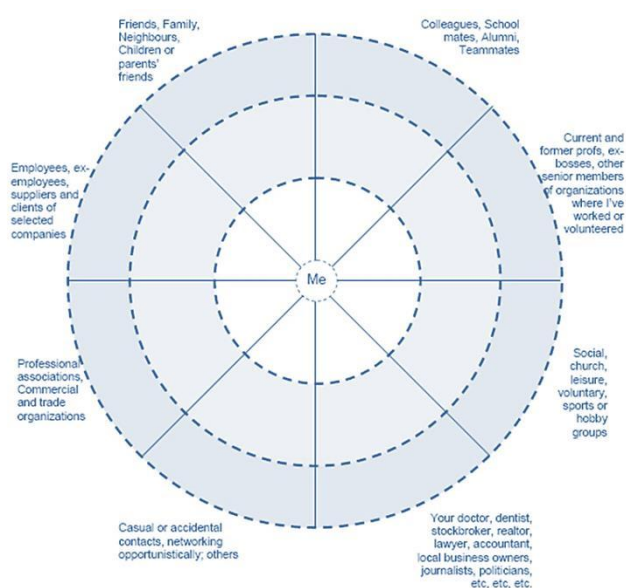 Friends, Family,
Neighbours,
Children or
parents'
friends
Colleagues, School
mates, Alumni,
Teammates
Current and
former profs, ex-
bosses, other
senior members
of organizations
where I've
worked or
volunteered
Employees, ex-
employees,
suppliers and
clients of
selected
companies
Me
Professional
associations,
Commercial
and trade
organizations
Social,
church,
leisure,
voluntary,
sports or
hobby
groups
Casual or accidental
contacts, networking
opportunistically; others
Your doctor, dentist,
stockbroker, realtor,
lawyer, accountant,
local business owners,
journalists, politicians,
etc, etc, etc.